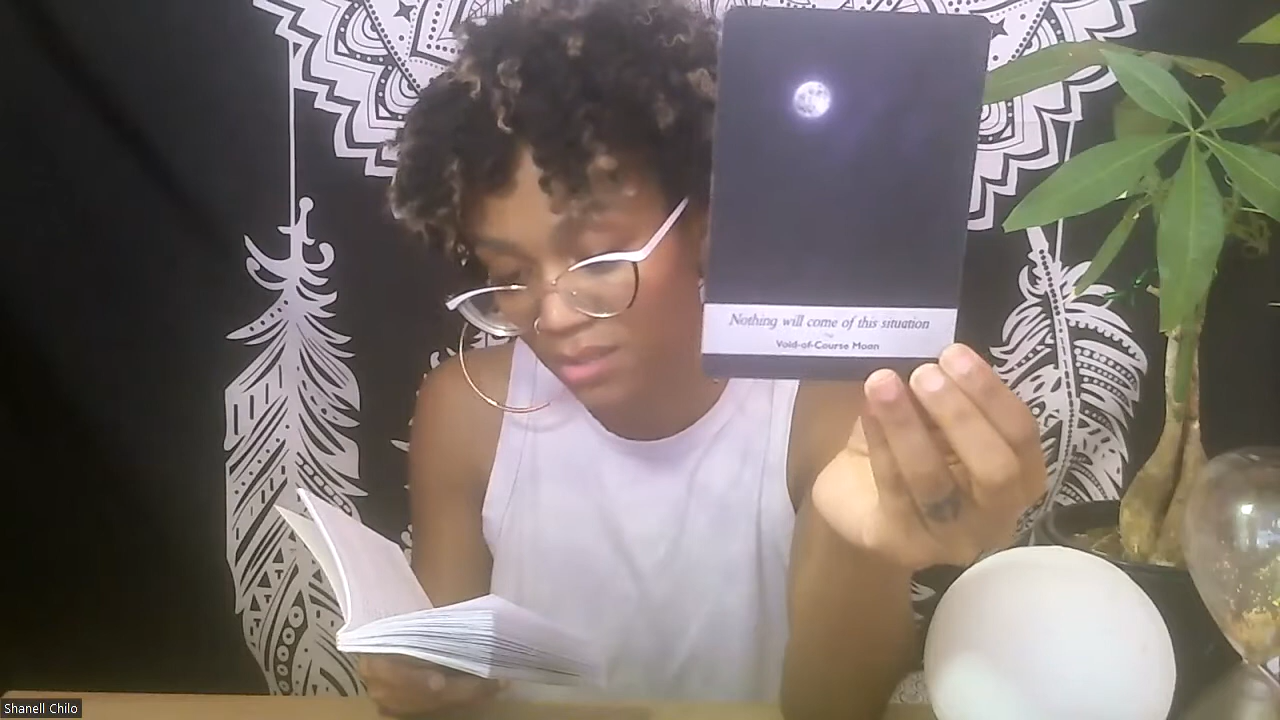 Nothing will come of this situation
Void-of-Course Moon
Shanell Chilo